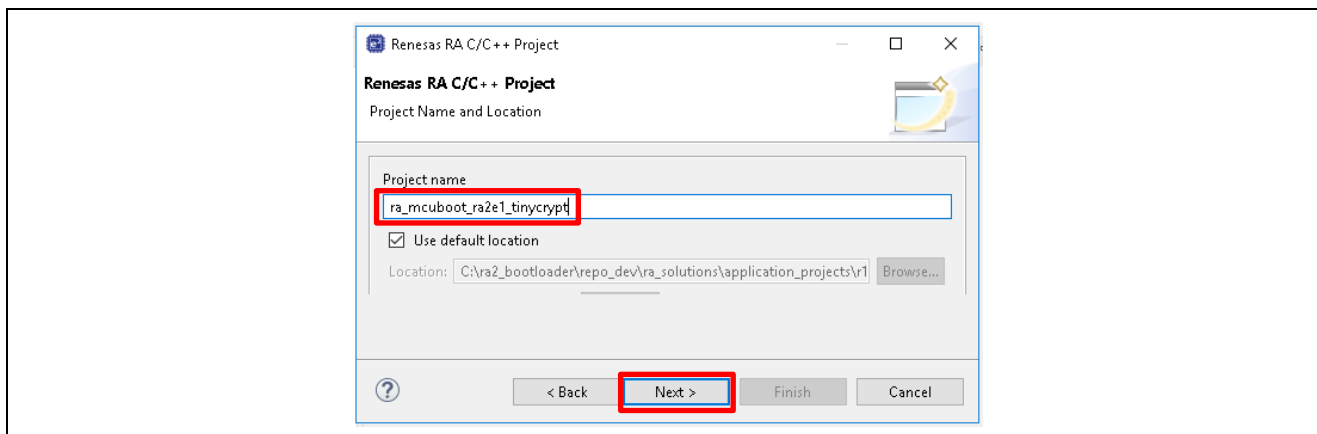 Renesas RA C/C++ Project
Renesas RA C/C++ Project
Project Name and Location
Project name
ra_mcuboot_ra2e1_tinycrypt
Use default location
Location: C:\ra2_bootloader\repo_dev\ra_solutions\application_projects\r1 Browse...
? < Back Next > Finish Cancel